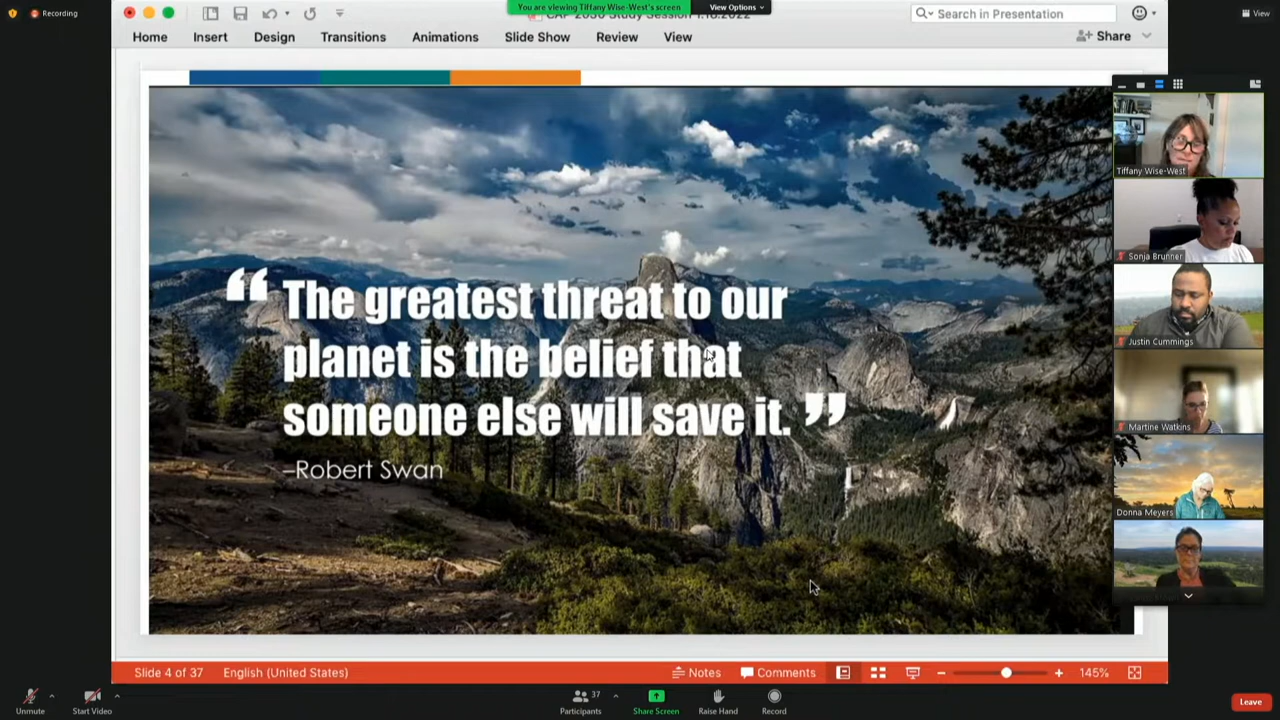 Recording
You are viewing Tiffany Wise-West's screen
View Options
View
CAP 2030 Study Session 1.18.2022
Search in Presentation
Home
Insert
Design
Transitions
Animations
Slide Show
Review
View
Share
“The greatest threat to our
planet is the belief that
someone else will save it.”
–Robert Swan
Tiffany Wise-West
Sonja Brunner
Justin Cummings
Martine Watkins
Donna Meyers
Slide 4 of 37
English (United States)
Notes
Comments
145%
Unmute
Start Video
37
Participants
Share Screen
Raise Hand
Record
Leave